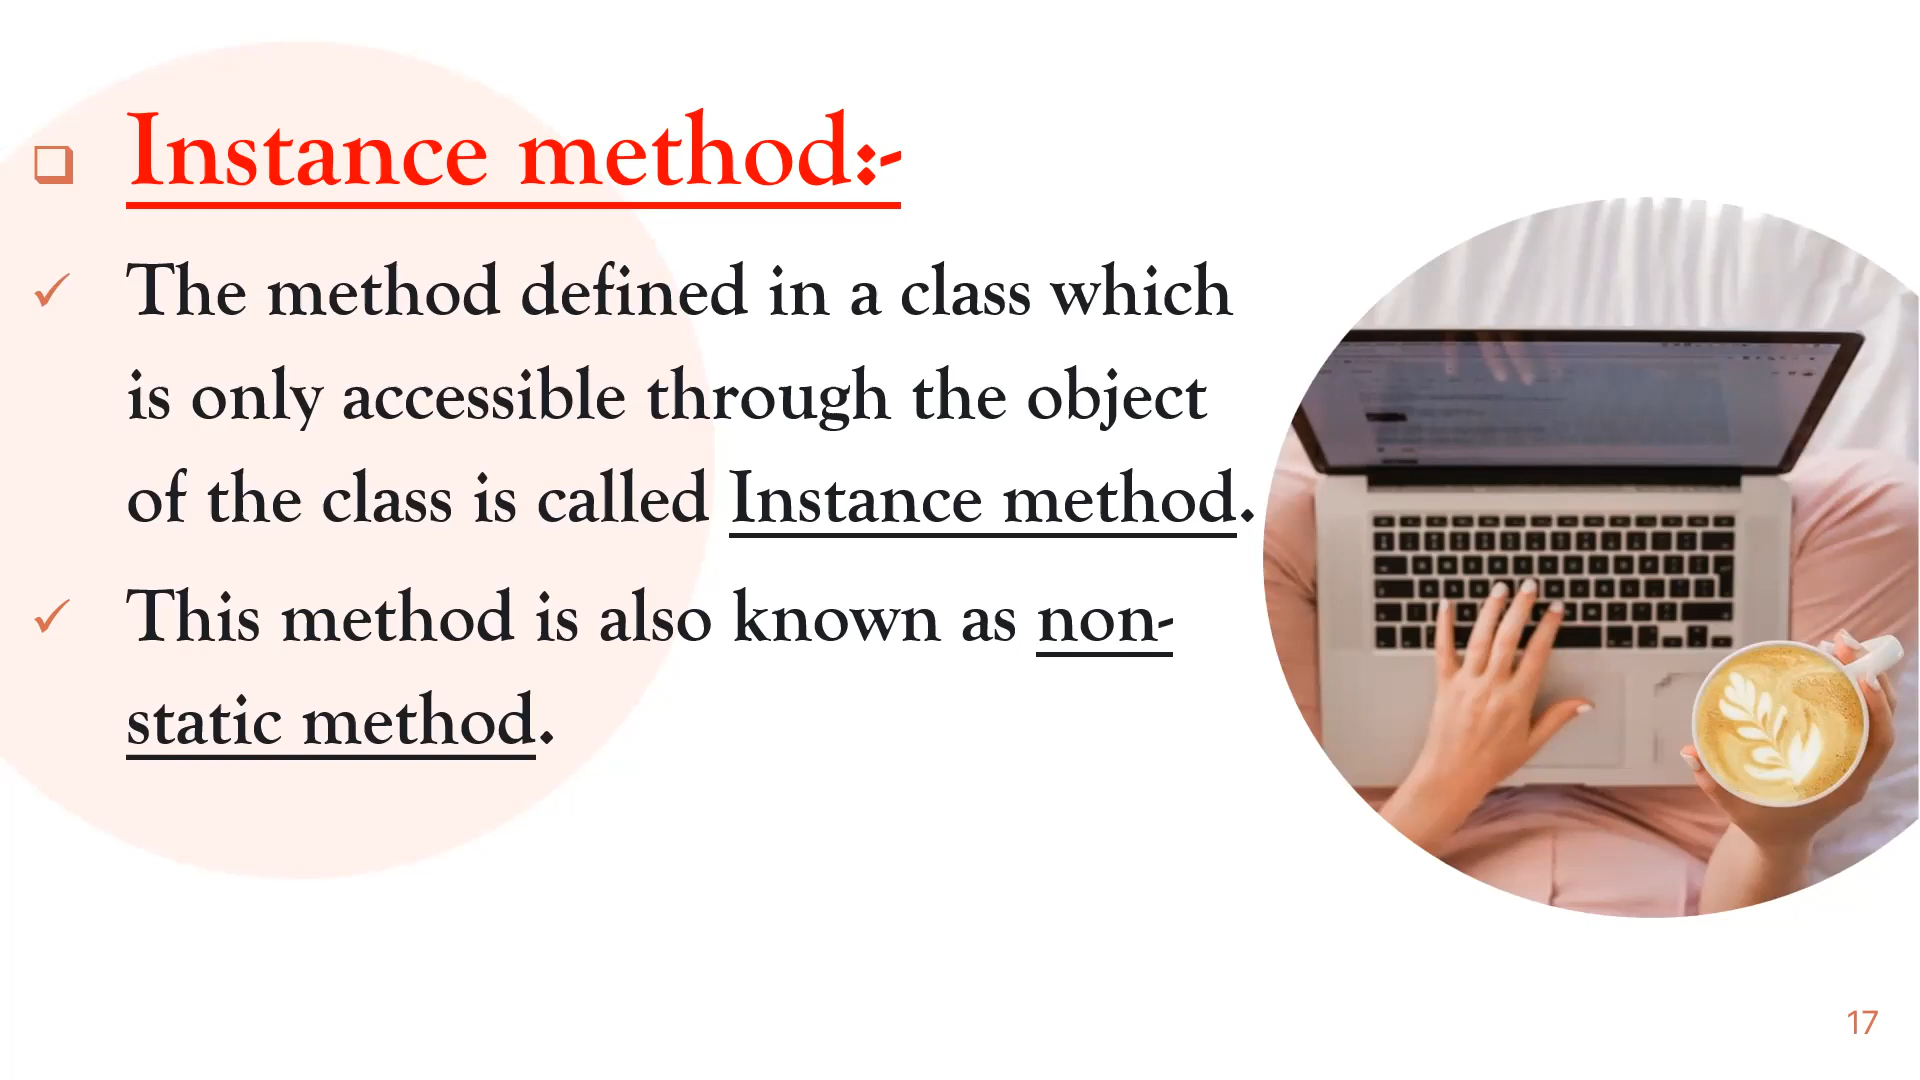 Instance method:-
The method defined in a class which
is only accessible through the object
of the class is called Instance method.
This method is also known as non-
static method.
17